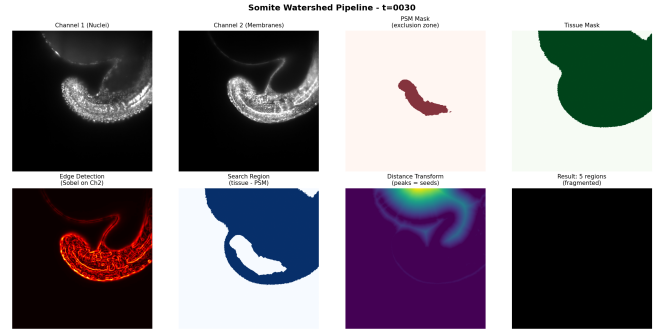 Somite Watershed Pipeline - t=0030
Channel 1 (Nuclei)
Channel 2 (Membranes)
PSM Mask
(exclusion zone)
Tissue Mask
Edge Detection
(Sobel on Ch2)
Search Region
(tissue - PSM)
Distance Transform
(peaks = seeds)
Result: 5 regions
(fragmented)